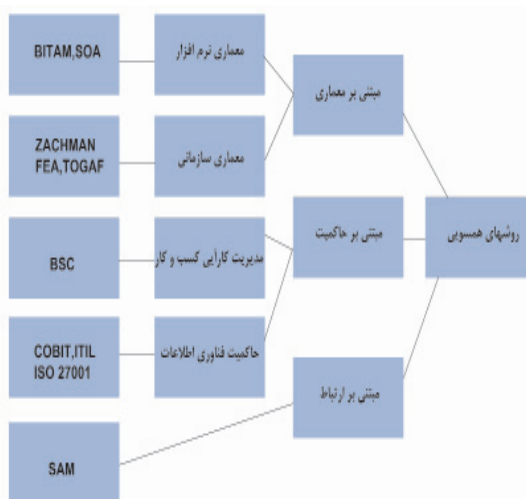 روشهای همسویی
مبتنی بر معماری
معماری نرم افزار
BITAM,SOA
معماری سازمانی
ZACHMAN
FEA,TOGAF
مبتنی بر حاکمیت
مدیریت کارآیی کسب و کار
BSC
حاکمیت فناوری اطلاعات
COBIT,ITIL
ISO 27001
مبتنی بر ارتباط
SAM